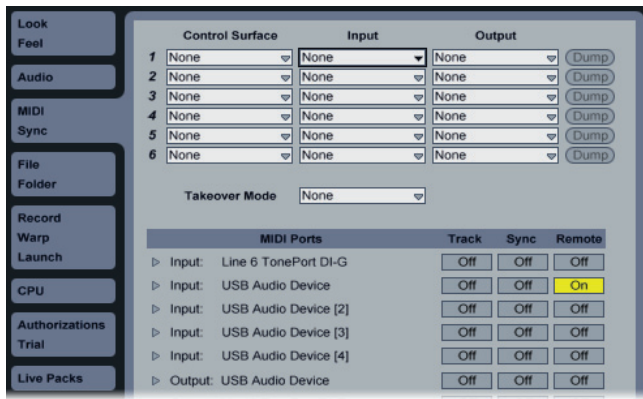 Look
Feel
Audio
MIDI
Sync
File
Folder
Record
Warp
Launch
CPU
Authorizations
Trial
Live Packs
Control Surface Input Output
1 None None None Dump
2 None None None Dump
3 None None None Dump
4 None None None Dump
5 None None None Dump
6 None None None Dump
Takeover Mode None
MIDI Ports Track Sync Remote
Input: Line 6 TonePort DI-G Off Off Off
Input: USB Audio Device Off Off On
Input: USB Audio Device [2] Off Off Off
Input: USB Audio Device [3] Off Off Off
Input: USB Audio Device [4] Off Off Off
Output: USB Audio Device Off Off Off